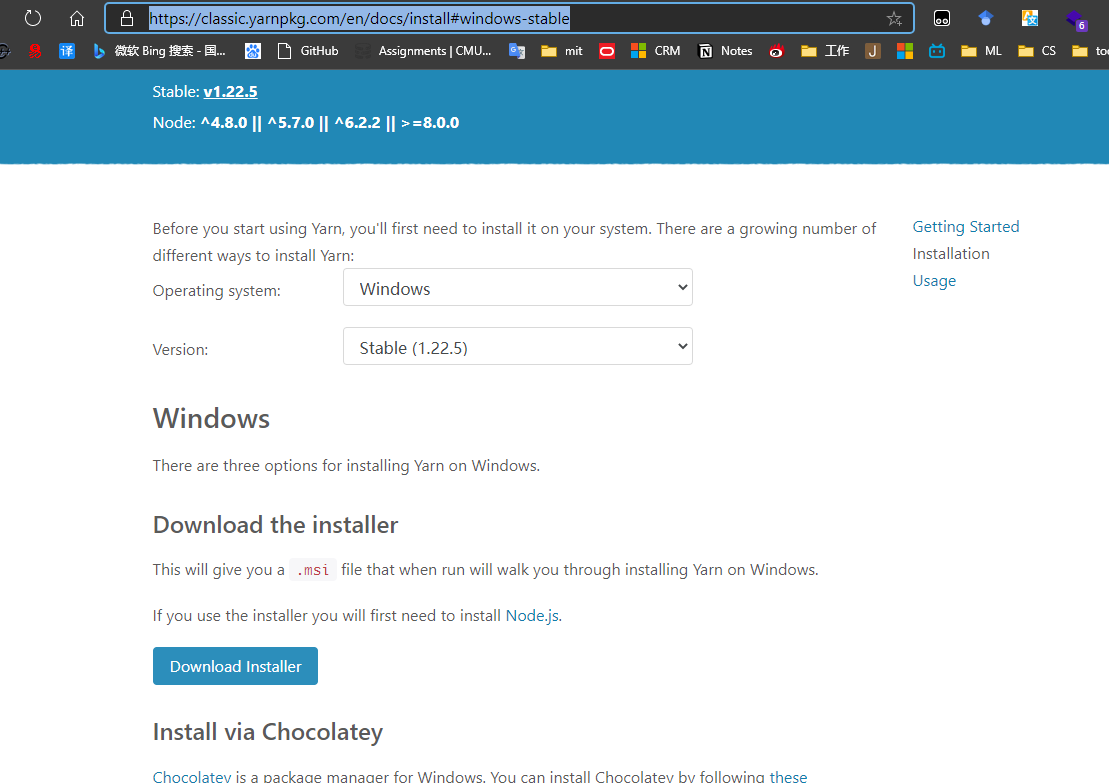 https://classic.yarnpkg.com/en/docs/install#windows-stable
6
译
微软 Bing 搜索 - 国...
GitHub
Assignments | CMU...
mit
CRM
Notes
工作
J
ML
CS
Stable: v1.22.5
Node: ^4.8.0 || ^5.7.0 || ^6.2.2 || >=8.0.0
Before you start using Yarn, you'll first need to install it on your system. There are a growing number of
different ways to install Yarn:
Getting Started
Installation
Usage
Operating system:
Windows
Version:
Stable (1.22.5)
Windows
There are three options for installing Yarn on Windows.
Download the installer
This will give you a .msi file that when run will walk you through installing Yarn on Windows.
If you use the installer you will first need to install Node.js.
Download Installer
Install via Chocolatey
Chocolatey is a package manager for Windows. You can install Chocolatey by following these